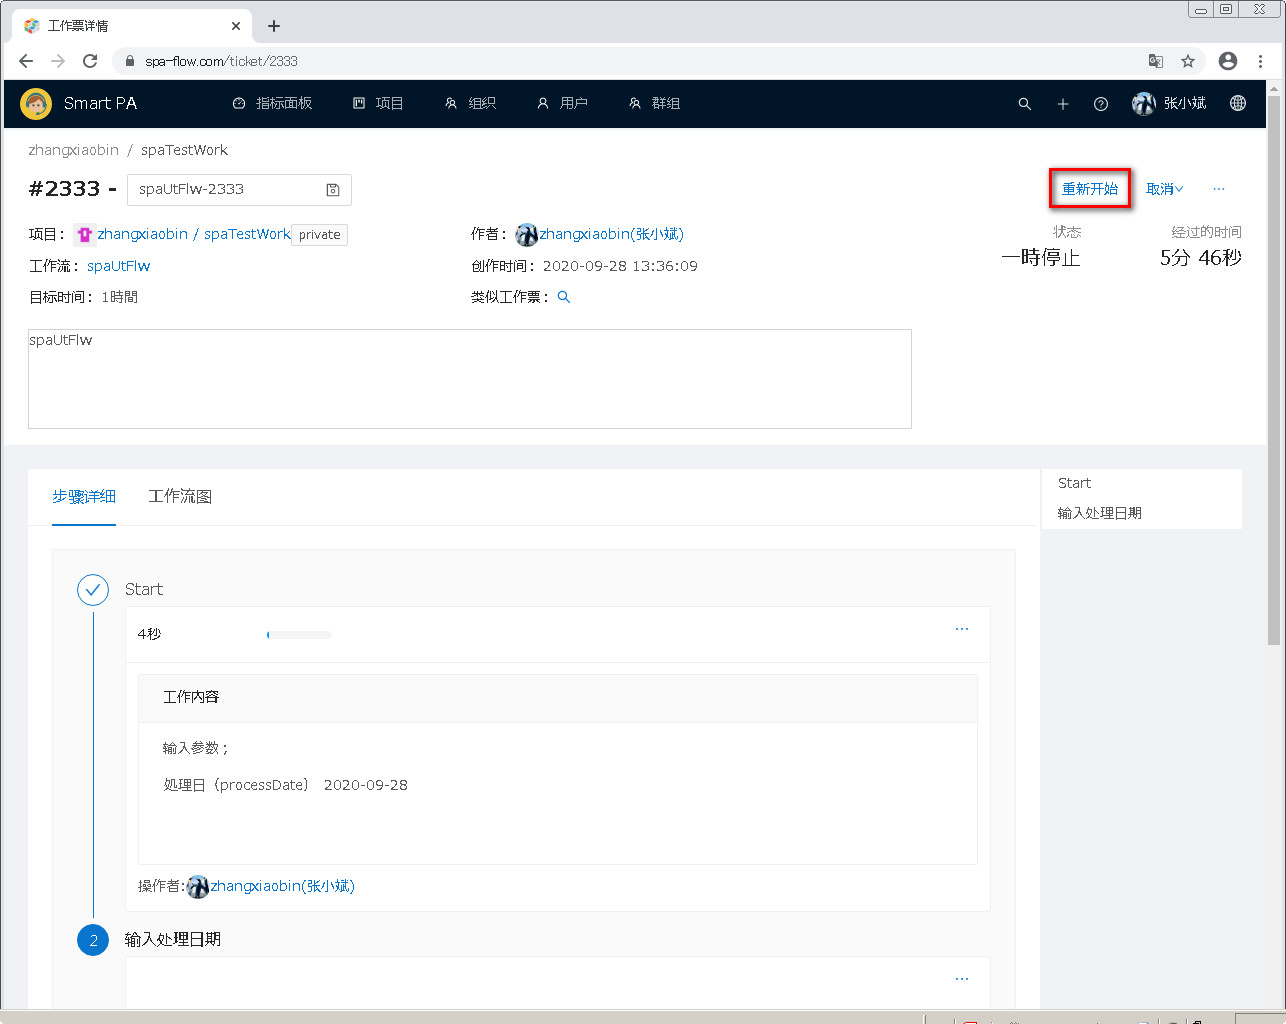 工作票详情
spa-flow.com/ticket/2333
Smart PA 指标面板 项目 组织 用户 群组 张小斌
zhangxiaobin / spaTestWork
#2333 - spaUtFlw-2333 重新开始 取消 ···
项目: zhangxiaobin / spaTestWork private 作者: zhangxiaobin(张小斌) 状态 经过的时间
一時停止 5分 46秒
工作流: spaUtFlw 创作时间: 2020-09-28 13:36:09
目标时间: 1時間 类似工作票:
spaUtFlw
步骤详细 工作流图
Start
输入处理日期
Start
4秒 ···
工作内容
输入参数;
处理日（processDate） 2020-09-28
操作者:zhangxiaobin(张小斌)
2 输入处理日期
···